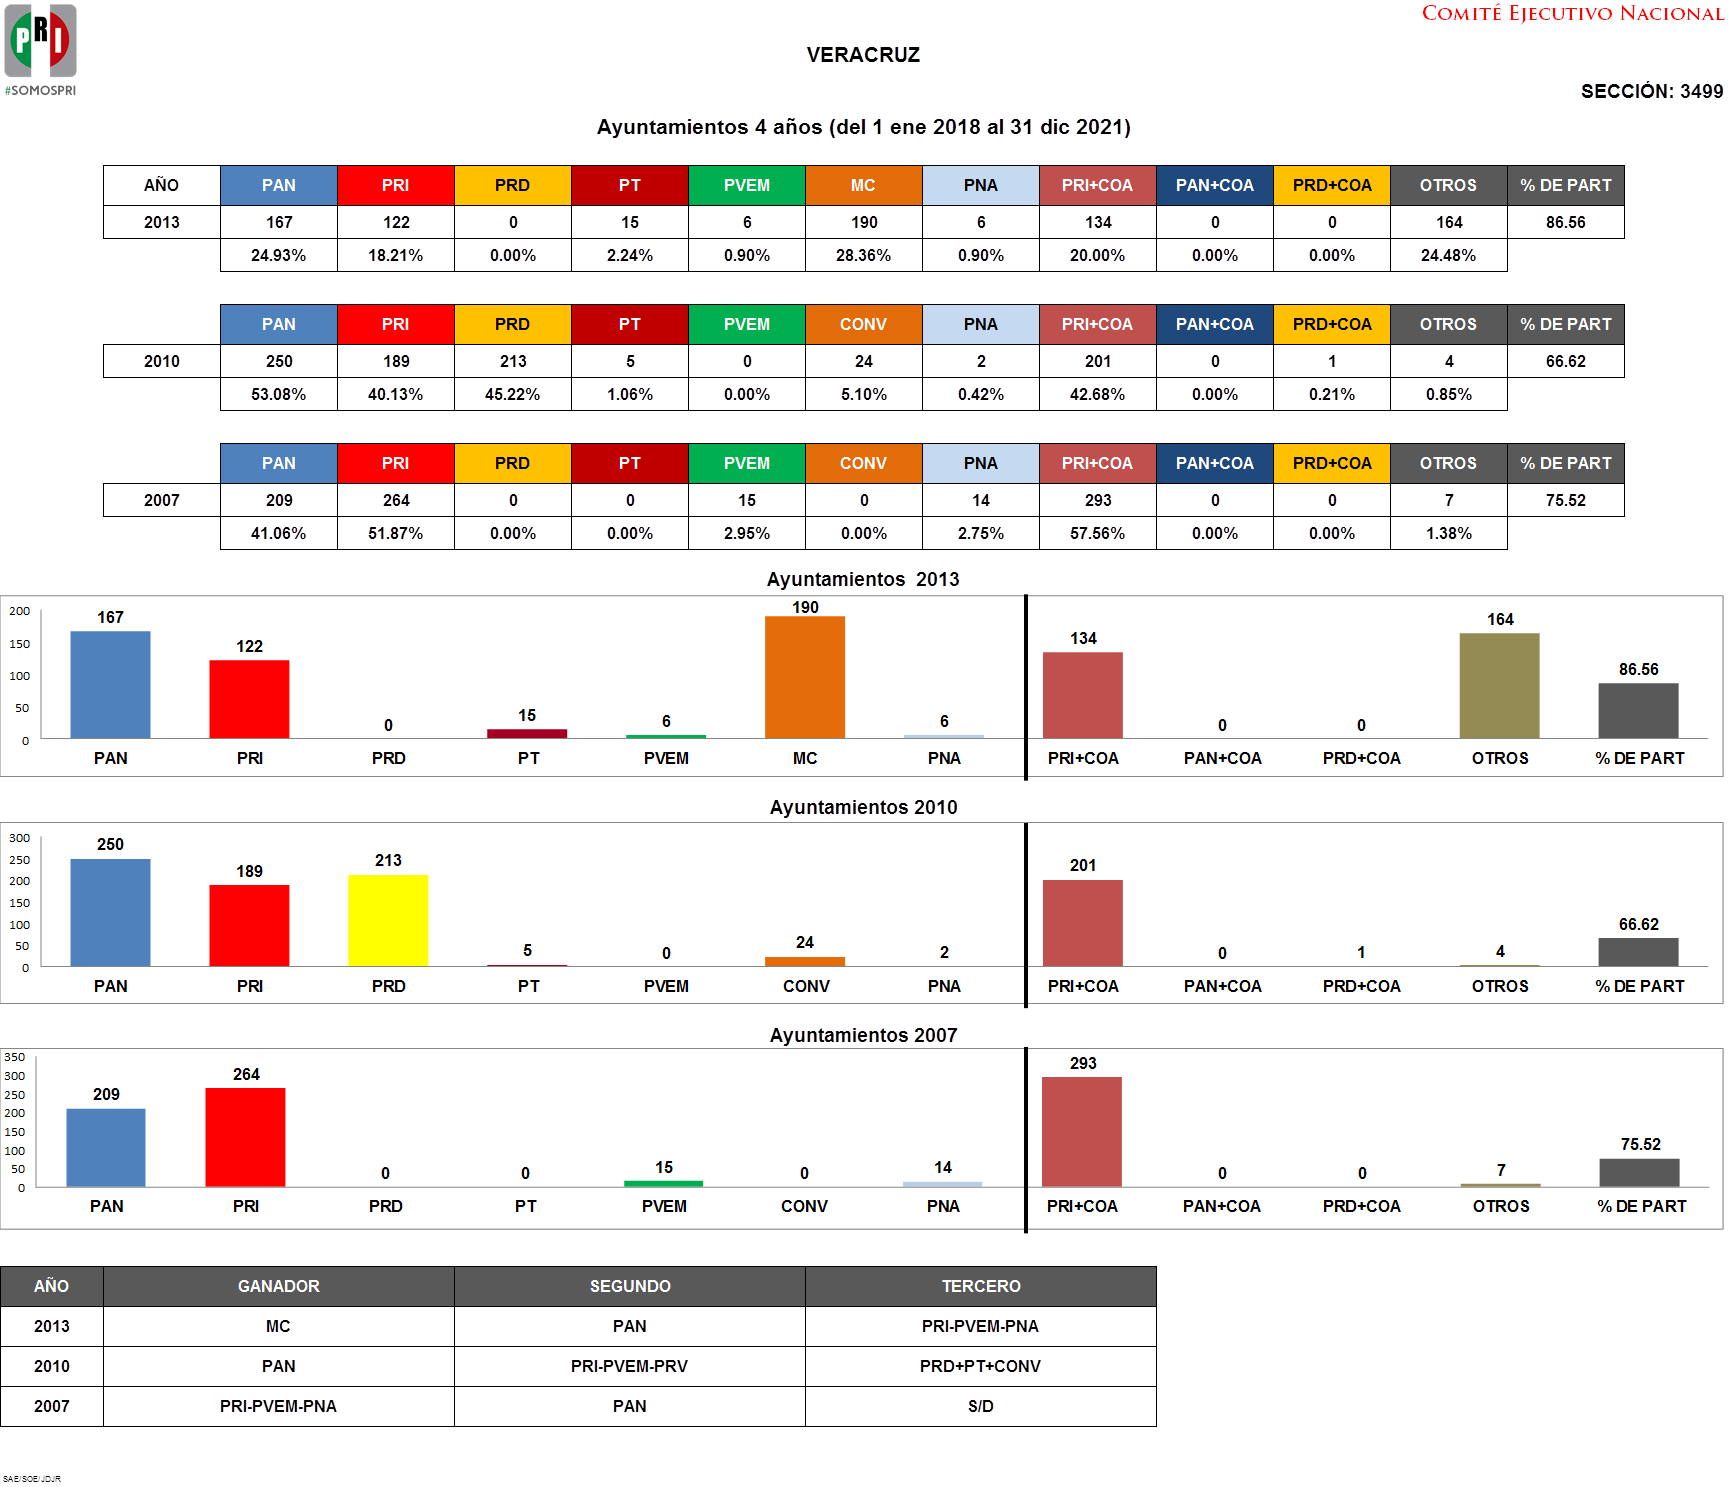 PRI
#SOMOSPRI
COMITÉ EJECUTIVO NACIONAL
VERACRUZ
SECCIÓN: 3499
Ayuntamientos 4 años (del 1 ene 2018 al 31 dic 2021)
AÑO PAN PRI PRD PT PVEM MC PNA PRI+COA PAN+COA PRD+COA OTROS % DE PART
2013 167 122 0 15 6 190 6 134 0 0 164 86.56
24.93% 18.21% 0.00% 2.24% 0.90% 28.36% 0.90% 20.00% 0.00% 0.00% 24.48%
PAN PRI PRD PT PVEM CONV PNA PRI+COA PAN+COA PRD+COA OTROS % DE PART
2010 250 189 213 5 0 24 2 201 0 1 4 66.62
53.08% 40.13% 45.22% 1.06% 0.00% 5.10% 0.42% 42.68% 0.00% 0.21% 0.85%
PAN PRI PRD PT PVEM CONV PNA PRI+COA PAN+COA PRD+COA OTROS % DE PART
2007 209 264 0 0 15 0 14 293 0 0 7 75.52
41.06% 51.87% 0.00% 0.00% 2.95% 0.00% 2.75% 57.56% 0.00% 0.00% 1.38%
Ayuntamientos 2013
200
150
100
50
0
167 122 0 15 6 190 6 134 0 0 164 86.56
PAN PRI PRD PT PVEM MC PNA PRI+COA PAN+COA PRD+COA OTROS % DE PART
Ayuntamientos 2010
300
250
200
150
100
50
0
250 189 213 5 0 24 2 201 0 1 4 66.62
PAN PRI PRD PT PVEM CONV PNA PRI+COA PAN+COA PRD+COA OTROS % DE PART
Ayuntamientos 2007
350
300
250
200
150
100
50
0
209 264 0 0 15 0 14 293 0 0 7 75.52
PAN PRI PRD PT PVEM CONV PNA PRI+COA PAN+COA PRD+COA OTROS % DE PART
AÑO GANADOR SEGUNDO TERCERO
2013 MC PAN PRI-PVEM-PNA
2010 PAN PRI-PVEM-PRV PRD+PT+CONV
2007 PRI-PVEM-PNA PAN S/D
SAE/SOE/JDJR